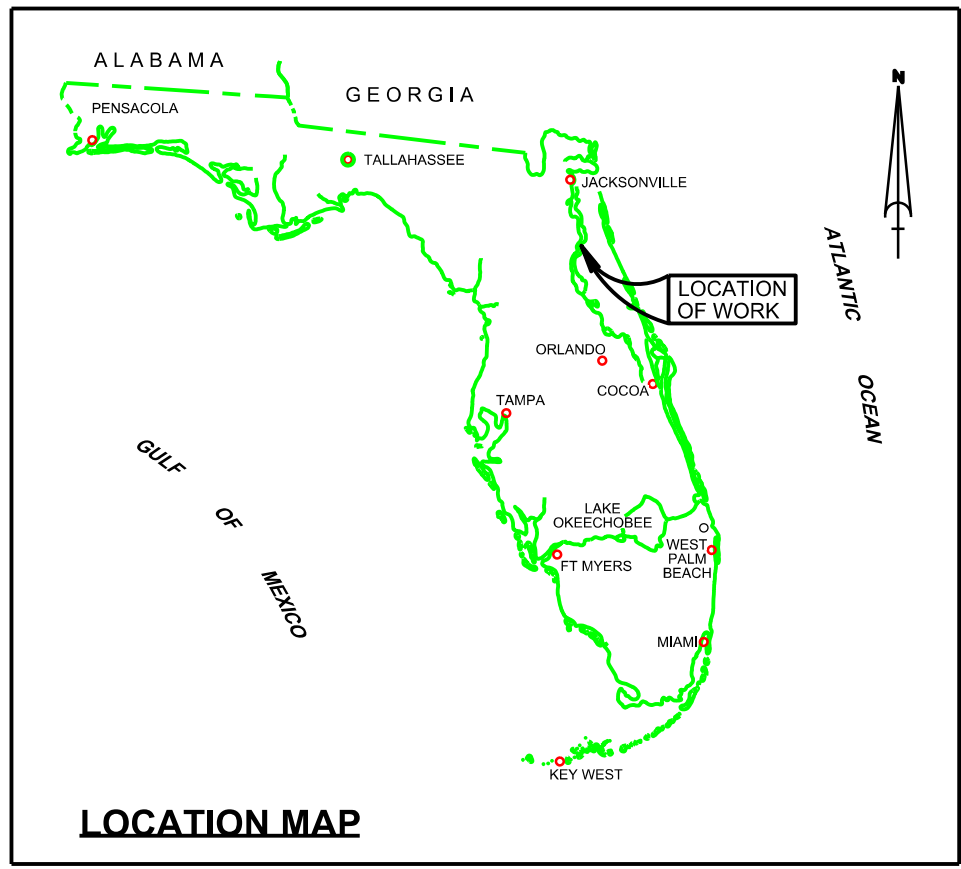 ALABAMA
GEORGIA
N
PENSACOLA
TALLAHASSEE
JACKSONVILLE
ATLANTIC
OCEAN
LOCATION
OF WORK
ORLANDO
COCOA
TAMPA
GULF
OF
MEXICO
LAKE
OKEECHOBEE
WEST
PALM
BEACH
FT MYERS
MIAMI
KEY WEST
LOCATION MAP